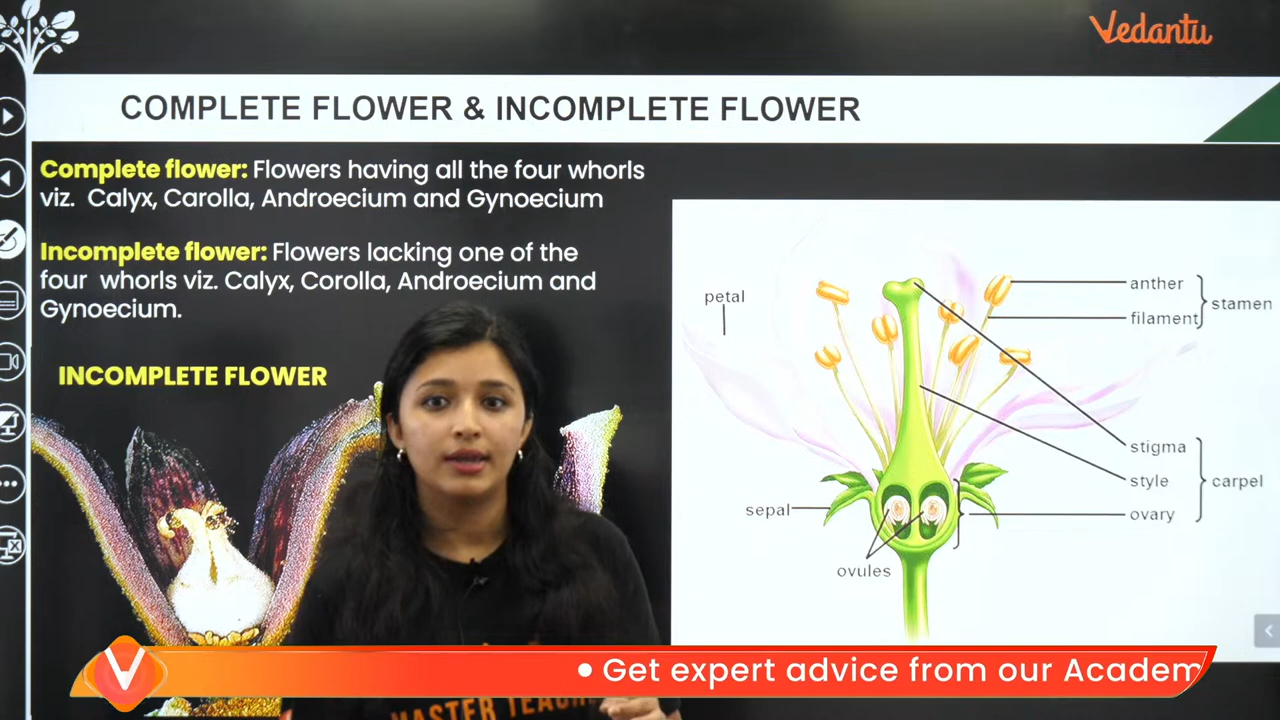 Vedantu
COMPLETE FLOWER & INCOMPLETE FLOWER
Complete flower: Flowers having all the four whorls
viz. Calyx, Carolla, Androecium and Gynoecium
Incomplete flower: Flowers lacking one of the
four whorls viz. Calyx, Corolla, Androecium and
Gynoecium.
INCOMPLETE FLOWER
petal
anther
filament
stamen
stigma
style
carpel
sepal
ovary
ovules
V
• Get expert advice from our Academ
MASTER TEACHE